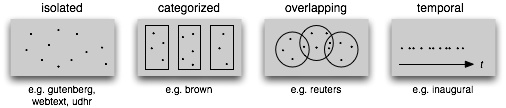 isolated
categorized
overlapping
temporal
t
e.g. gutenberg,
webtext, udhr
e.g. brown
e.g. reuters
e.g. inaugural